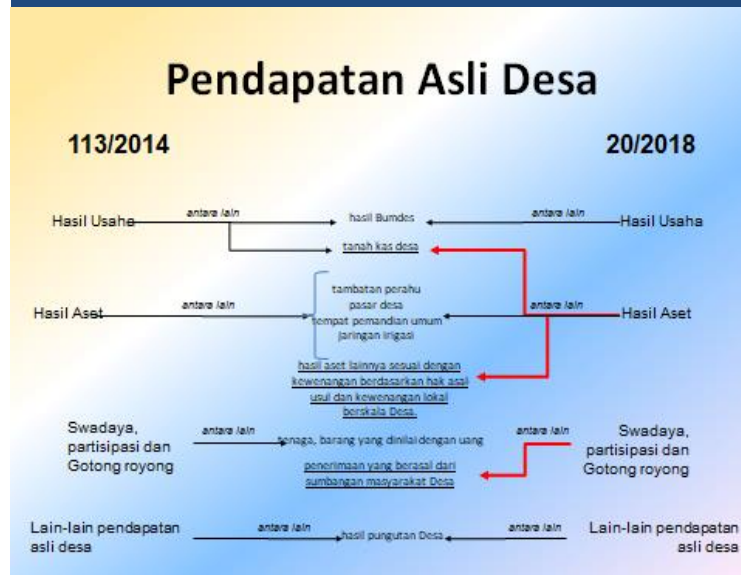 Pendapatan Asli Desa
113/2014
20/2018
Hasil Usaha
antara lain
hasil Bumdes
antara lain
Hasil Usaha
tanah kas desa
Hasil Aset
antara lain
tambatan perahu
pasar desa
tempat pemandian umum
jaringan irigasi
antara lain
Hasil Aset
hasil aset lainnya sesuai dengan
kewenangan berdasarkan hak asal
usul dan kewenangan lokal
berskala Desa.
Swadaya,
partisipasi dan
Gotong royong
antara lain
tenaga, barang yang dinilai dengan uang
antara lain
Swadaya,
partisipasi dan
Gotong royong
penerimaan yang berasal dari
sumbangan masyarakat Desa
Lain-lain pendapatan
asli desa
antara lain
hasil pungutan Desa
antara lain
Lain-lain pendapatan
asli desa